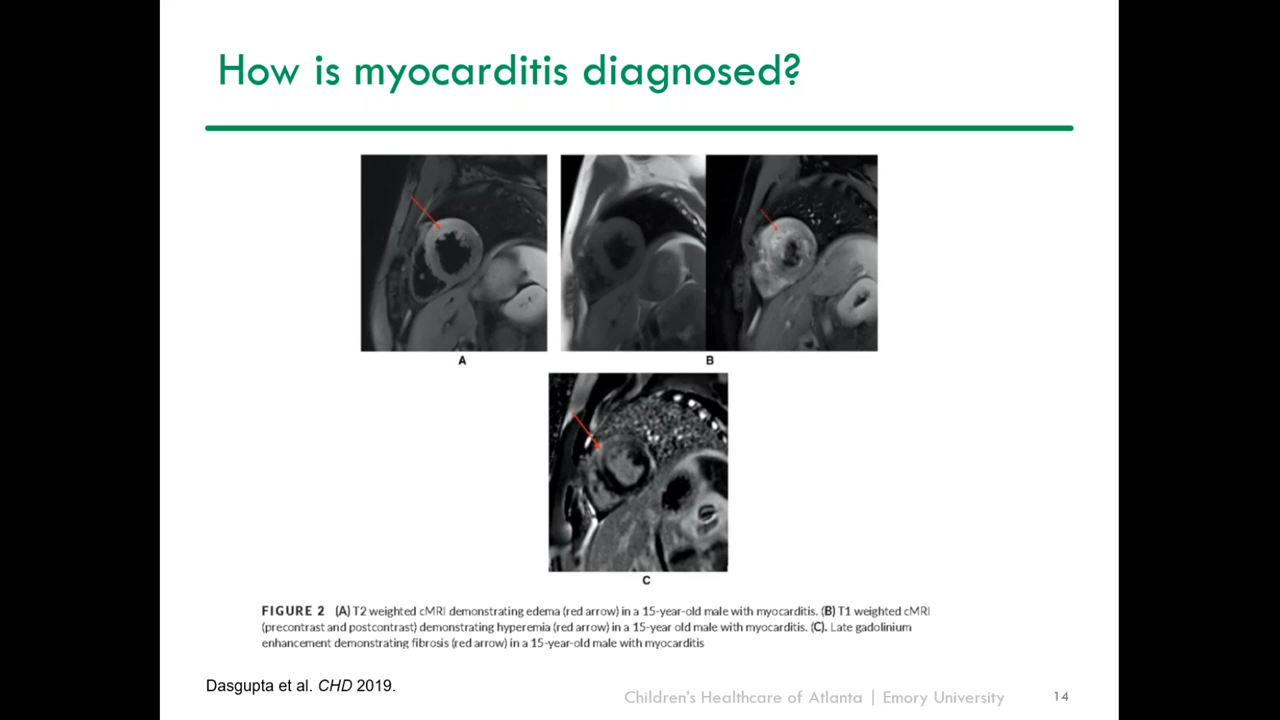 How is myocarditis diagnosed?
A
B
C
FIGURE 2 (A) T2 weighted cMRI demonstrating edema (red arrow) in a 15-year-old male with myocarditis. (B) T1 weighted cMRI
(precontrast and postcontrast) demonstrating hyperemia (red arrow) in a 15-year old male with myocarditis. (C). Late gadolinium
enhancement demonstrating fibrosis (red arrow) in a 15-year-old male with myocarditis
Dasgupta et al. CHD 2019.
Children's Healthcare of Atlanta | Emory University
14